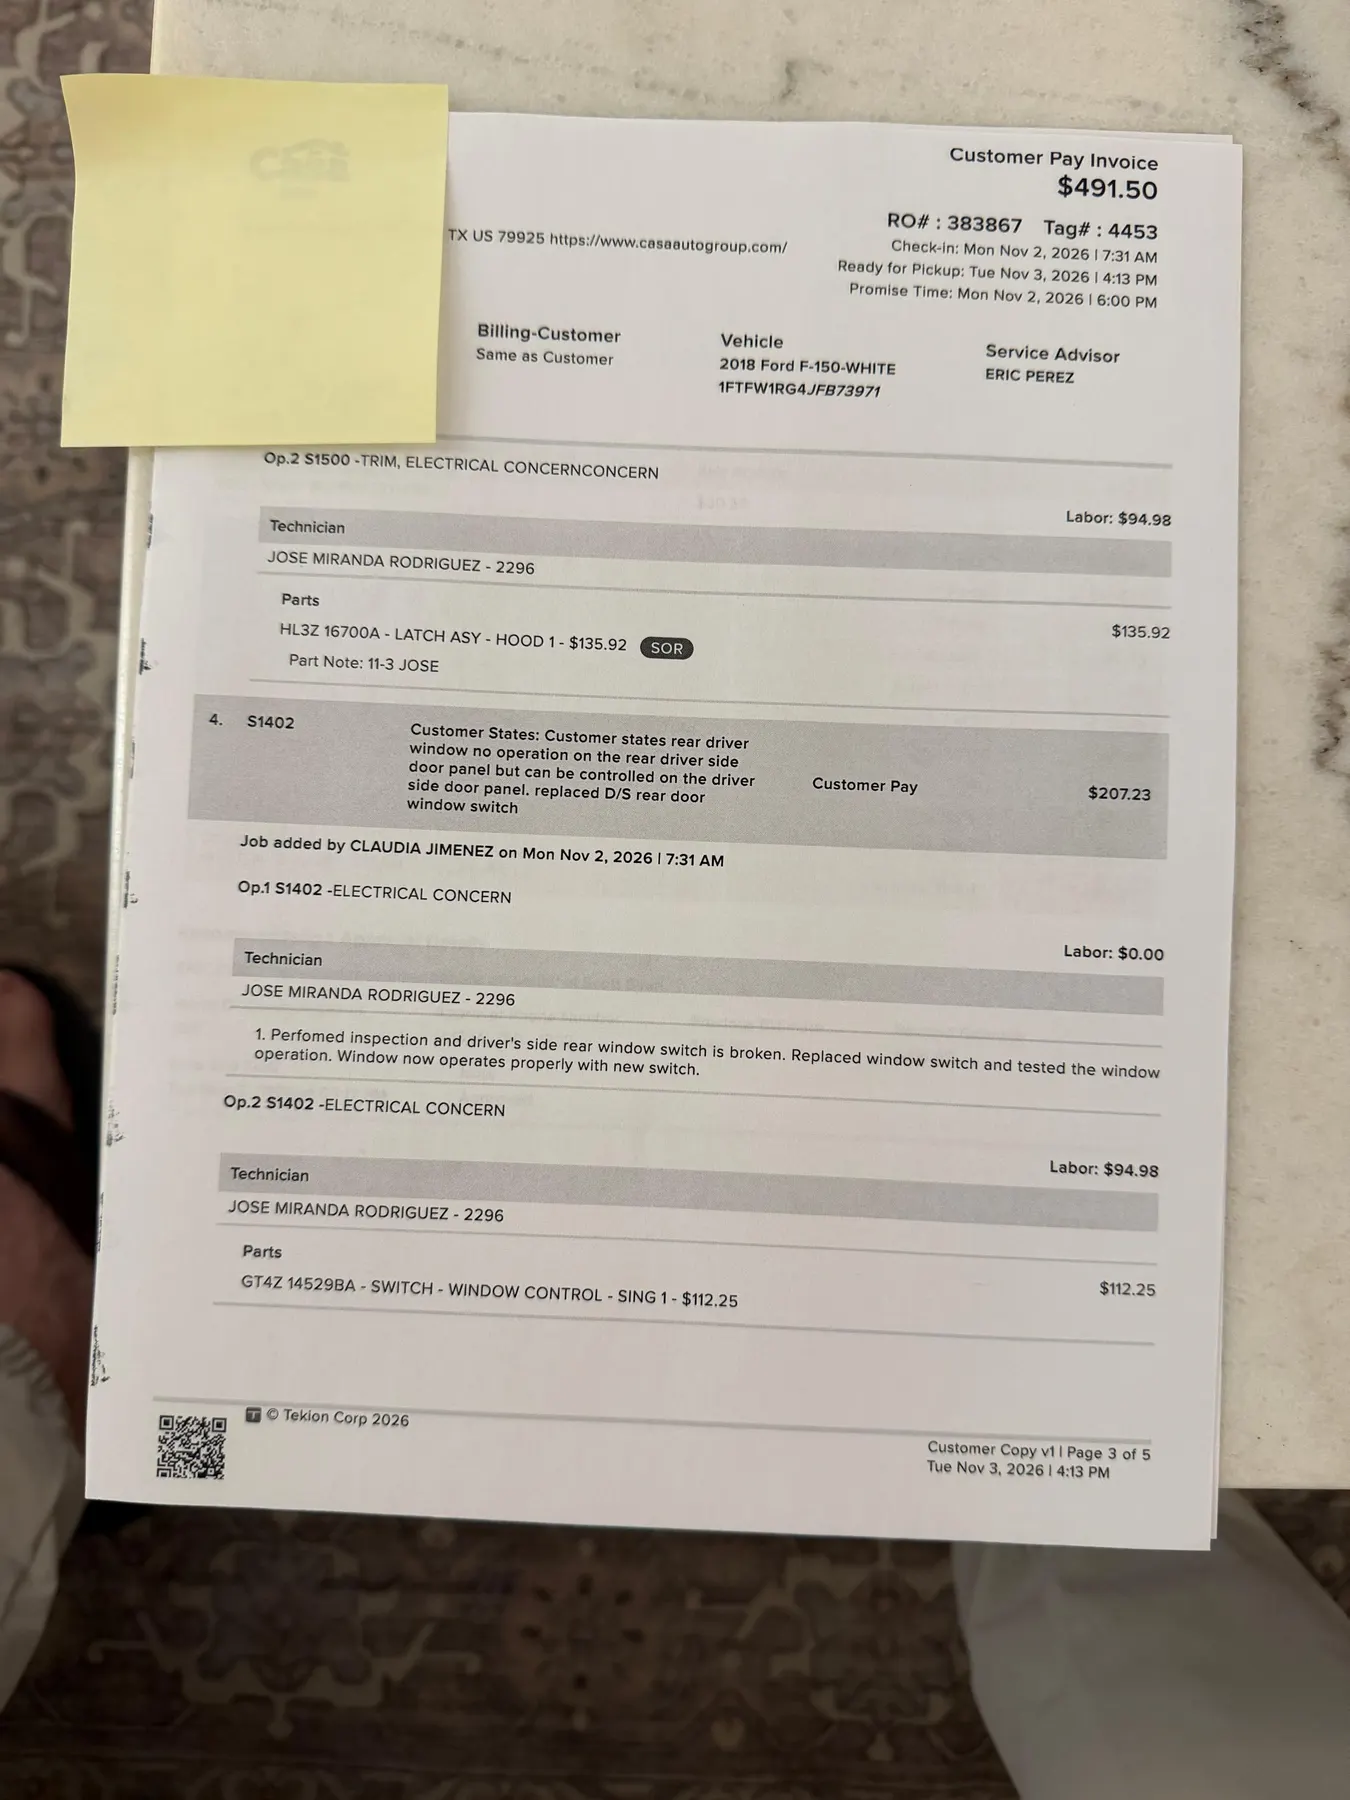 Casa
Customer Pay Invoice
$491.50
RO# : 383867 Tag# : 4453
TX US 79925 https://www.casaautogroup.com/
Check-in: Mon Nov 2, 2026 | 7:31 AM
Ready for Pickup: Tue Nov 3, 2026 | 4:13 PM
Promise Time: Mon Nov 2, 2026 | 6:00 PM
Billing-Customer
Same as Customer
Vehicle
2018 Ford F-150-WHITE
1FTFW1RG4JFB73971
Service Advisor
ERIC PEREZ
Op.2 S1500 -TRIM, ELECTRICAL CONCERNCONCERN
Labor: $94.98
Technician
JOSE MIRANDA RODRIGUEZ - 2296
Parts
HL3Z 16700A - LATCH ASY - HOOD 1 - $135.92 SOR $135.92
Part Note: 11-3 JOSE
4. S1402
Customer States: Customer states rear driver
window no operation on the rear driver side
door panel but can be controlled on the driver
side door panel. replaced D/S rear door
window switch
Customer Pay
$207.23
Job added by CLAUDIA JIMENEZ on Mon Nov 2, 2026 | 7:31 AM
Op.1 S1402 -ELECTRICAL CONCERN
Labor: $0.00
Technician
JOSE MIRANDA RODRIGUEZ - 2296
1. Perfomed inspection and driver's side rear window switch is broken. Replaced window switch and tested the window
operation. Window now operates properly with new switch.
Op.2 S1402 -ELECTRICAL CONCERN
Labor: $94.98
Technician
JOSE MIRANDA RODRIGUEZ - 2296
Parts
GT4Z 14529BA - SWITCH - WINDOW CONTROL - SING 1 - $112.25 $112.25
T © Tekion Corp 2026
Customer Copy v1 | Page 3 of 5
Tue Nov 3, 2026 | 4:13 PM